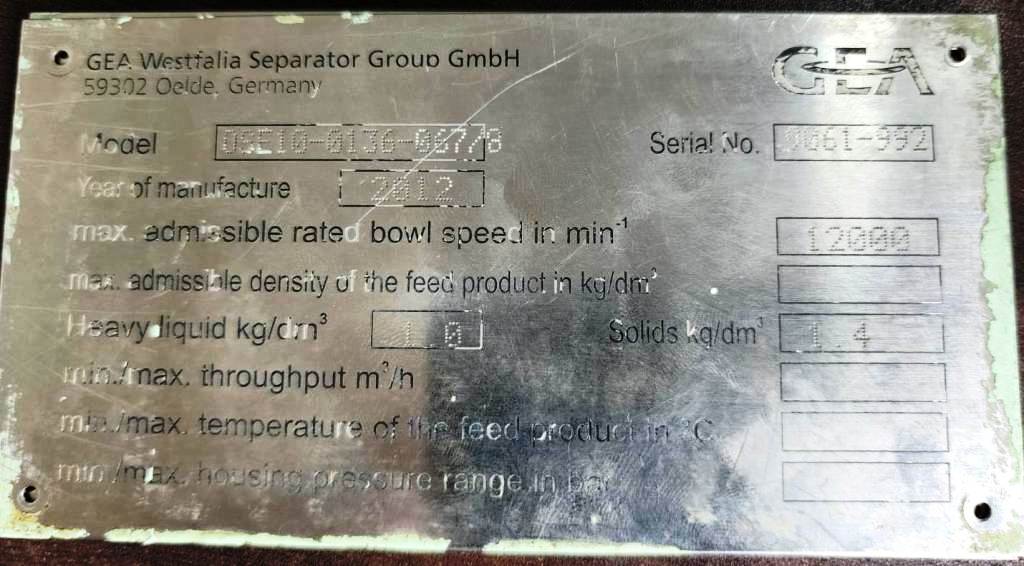 GEA Westfalia Separator Group GmbH GEA
59302 Oelde, Germany
Model OSE10-0136-067/8 Serial No. 9061-992
Year of manufacture 2012
max. admissible rated bowl speed in min⁻¹ 12000
max. admissible density of the feed product in kg/dm³
Heavy liquid kg/dm³ 1.0 Solids kg/dm³ 1.4
min./max. throughput m³/h
min./max. temperature of the feed product in °C
min./max. housing pressure range in bar